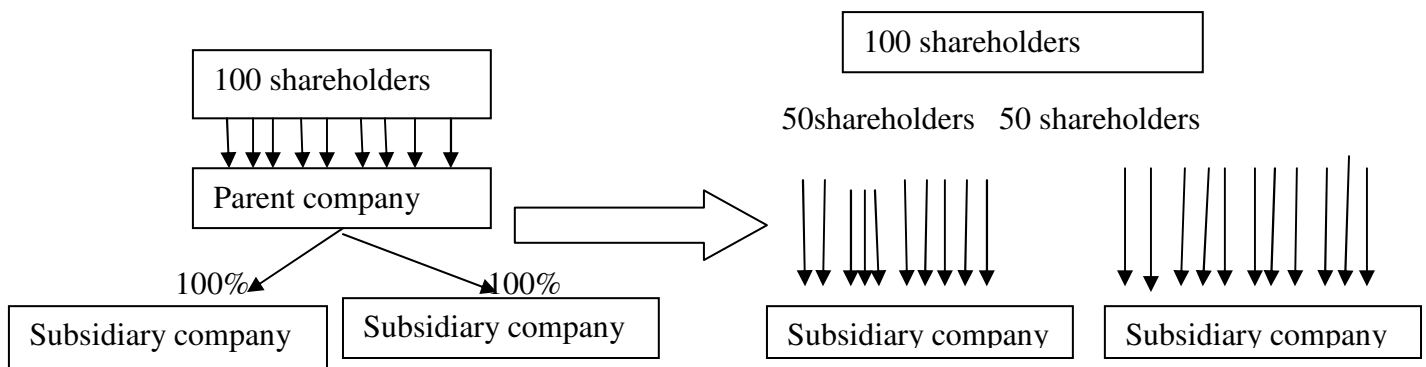 100 shareholders
Parent company
100% 100%
Subsidiary company Subsidiary company
100 shareholders
50shareholders 50 shareholders
Subsidiary company Subsidiary company